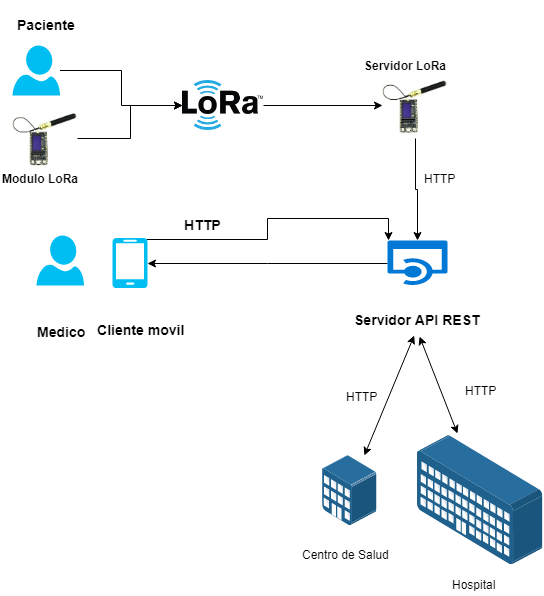 Paciente
Servidor LoRa
LoRa™
Modulo LoRa
HTTP
HTTP
Medico
Cliente movil
Servidor API REST
HTTP
HTTP
Centro de Salud
Hospital